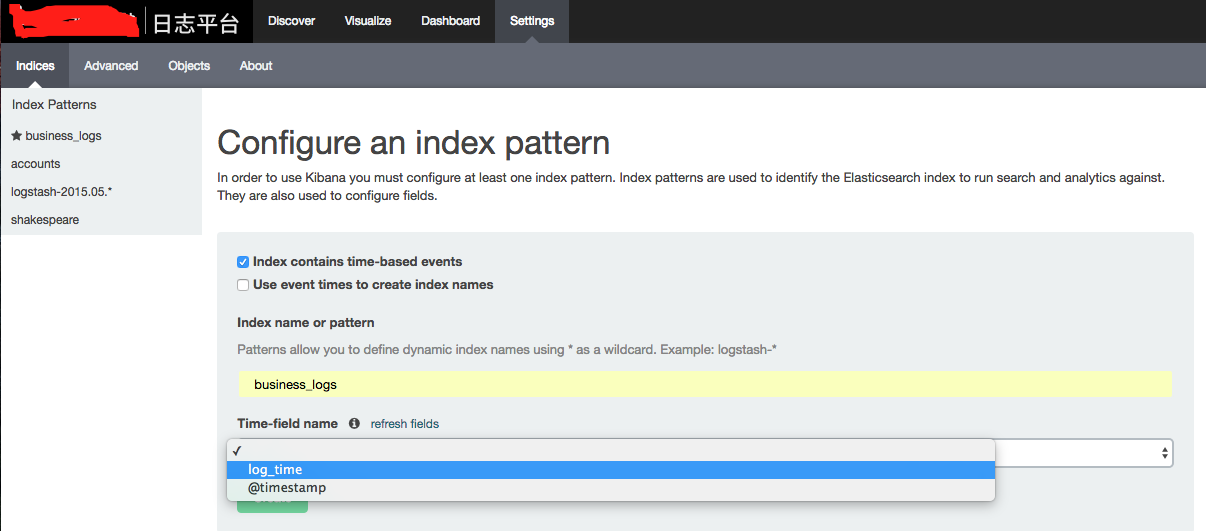 日志平台
Discover
Visualize
Dashboard
Settings
Indices
Advanced
Objects
About
Index Patterns
business_logs
accounts
logstash-2015.05.*
shakespeare
Configure an index pattern
In order to use Kibana you must configure at least one index pattern. Index patterns are used to identify the Elasticsearch index to run search and analytics against.
They are also used to configure fields.
Index contains time-based events
Use event times to create index names
Index name or pattern
Patterns allow you to define dynamic index names using * as a wildcard. Example: logstash-*
business_logs
Time-field name
refresh fields
log_time
@timestamp